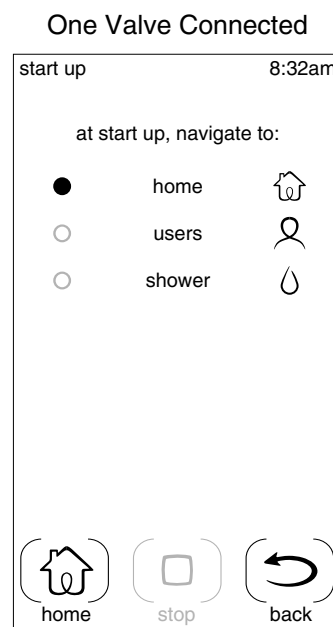 One Valve Connected
start up 8:32am
at start up, navigate to:
home
users
shower
home stop back